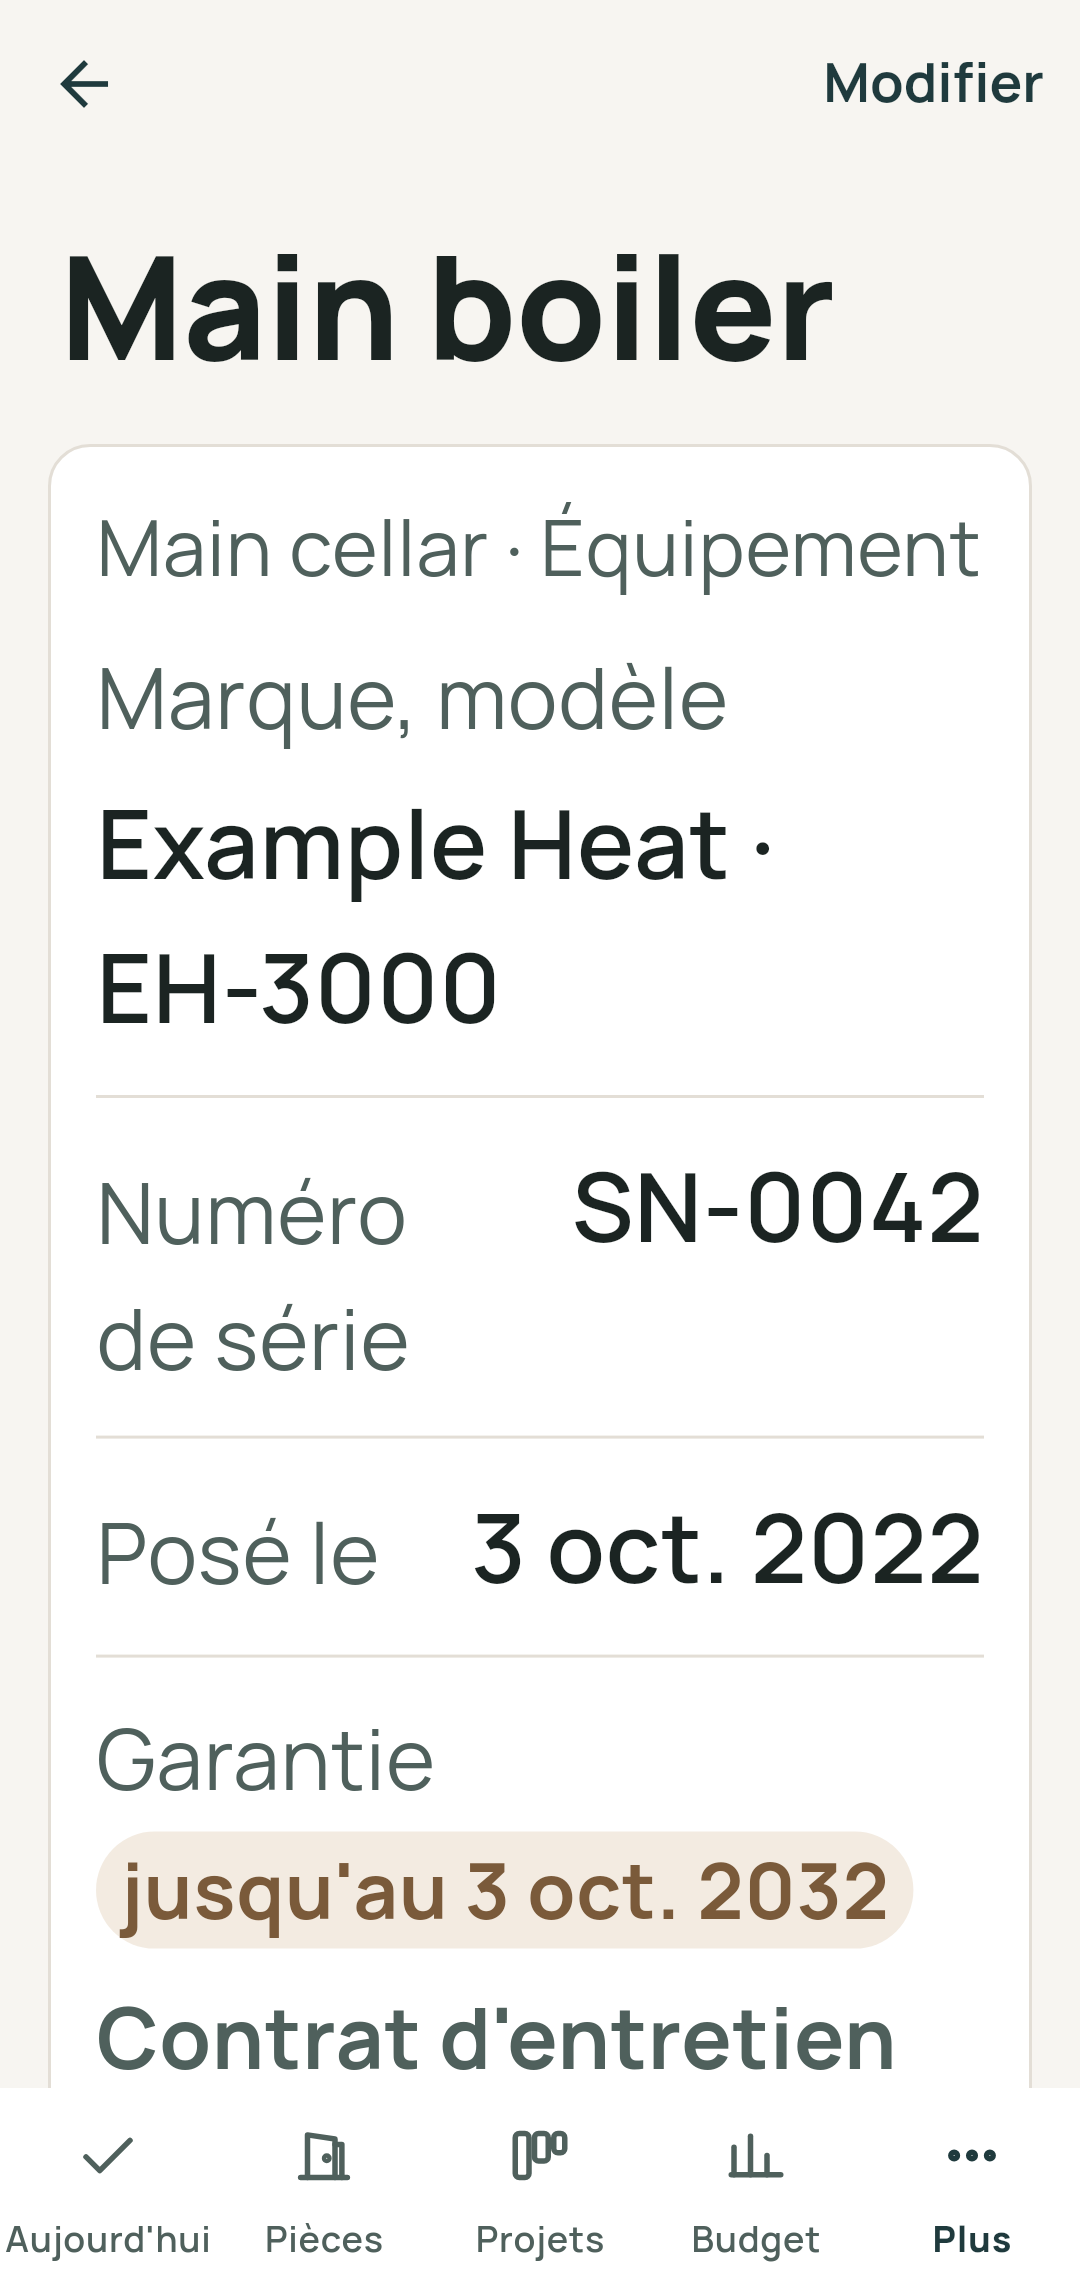 Modifier
Main boiler
Main cellar · Équipement
Marque, modèle
Example Heat ·
EH-3000
Numéro
de série
SN-0042
Posé le
3 oct. 2022
Garantie
jusqu'au 3 oct. 2032
Contrat d'entretien
Aujourd'hui
Pièces
Projets
Budget
Plus